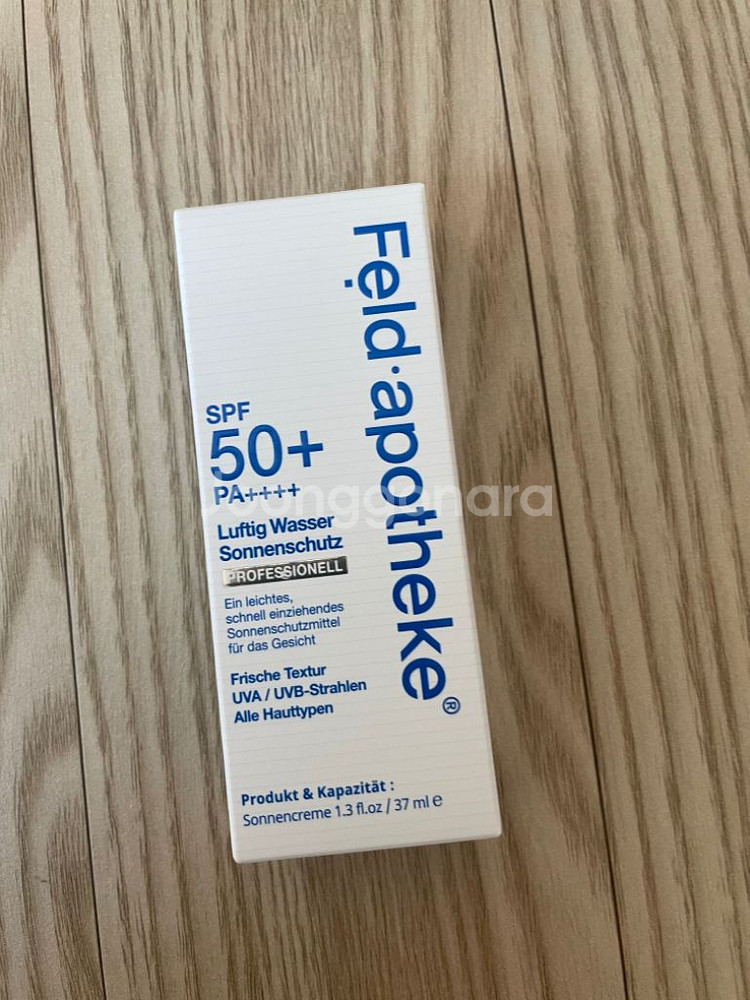 Feld·apotheke®
SPF
50+
PA++++
Luftig Wasser
Sonnenschutz
PROFESSIONELL
Ein leichtes,
schnell einziehendes
Sonnenschutzmittel
für das Gesicht
Frische Textur
UVA / UVB-Strahlen
Alle Hauttypen
Produkt & Kapazität :
Sonnencreme 1.3 fl.oz / 37 ml ℮
Joonggonara